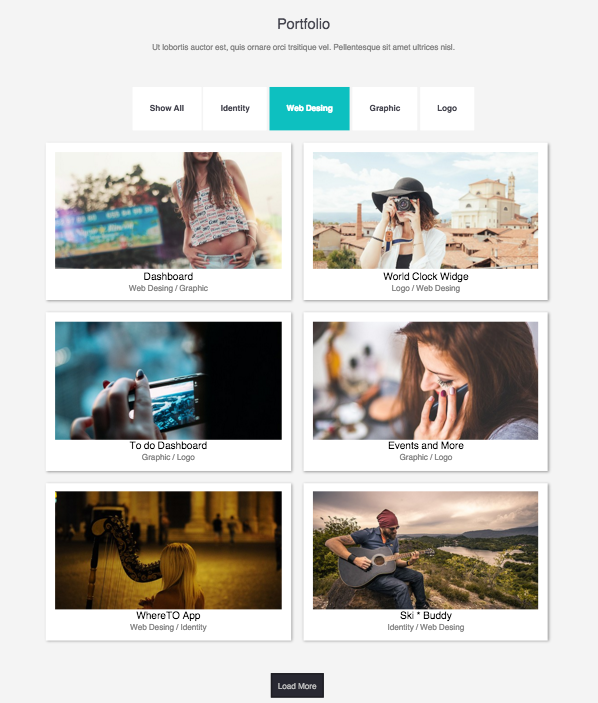 Portfolio
Ut lobortis auctor est, quis ornare orci trsitique vel. Pellentesque sit amet ultrices nisl.
Show All
Identity
Web Desing
Graphic
Logo
Dashboard
Web Desing / Graphic
World Clock Widge
Logo / Web Desing
To do Dashboard
Graphic / Logo
Events and More
Graphic / Logo
WhereTO App
Web Desing / Identity
Ski * Buddy
Identity / Web Desing
Load More